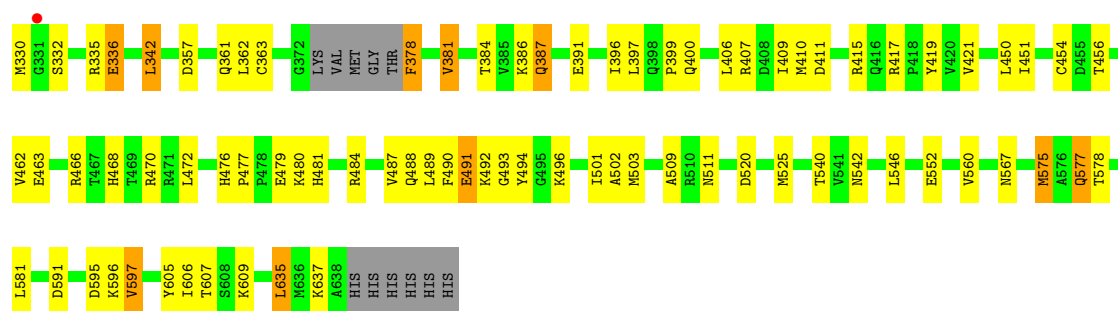 M330 G331 S332 R335 E336 L342 D357 Q361 L362 C363 G372 LYS VAL MET GLY THR F378 V381 T384 V385 K386 Q387 E391 I396 L397 Q398 P399 Q400 L406 R407 D408 I409 M410 D411 R415 Q416 R417 P418 Y419 V420 V421 L450 I451 C454 D455 T456
V462 E463 R466 T467 H468 T469 R470 R471 L472 H476 P477 P478 E479 K480 H481 R484 V487 Q488 L489 F490 E491 K492 G493 Y494 G495 K496 I501 A502 M503 A509 R510 N511 D520 M525 T540 V541 N542 L546 E552 V560 N567 M575 A576 Q577 T578
L581 D591 D595 K596 V597 Y605 I606 T607 S608 K609 L635 M636 K637 A638 HIS HIS HIS HIS HIS HIS